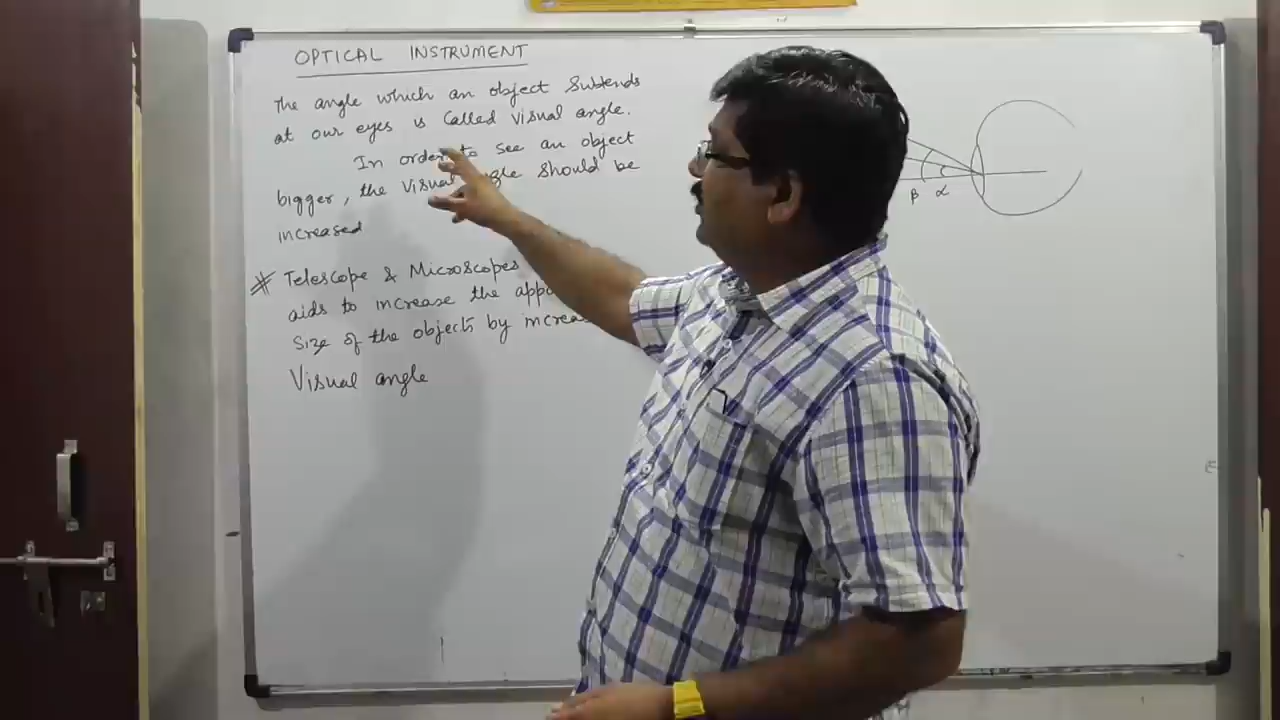 OPTICAL INSTRUMENT
The angle which an object subtends
at our eyes is called visual angle.
In order to see an object
bigger, the visual should be
increased
# Telescope & Microscopes
aids to increase the
size of the objects by
Visual angle
β α